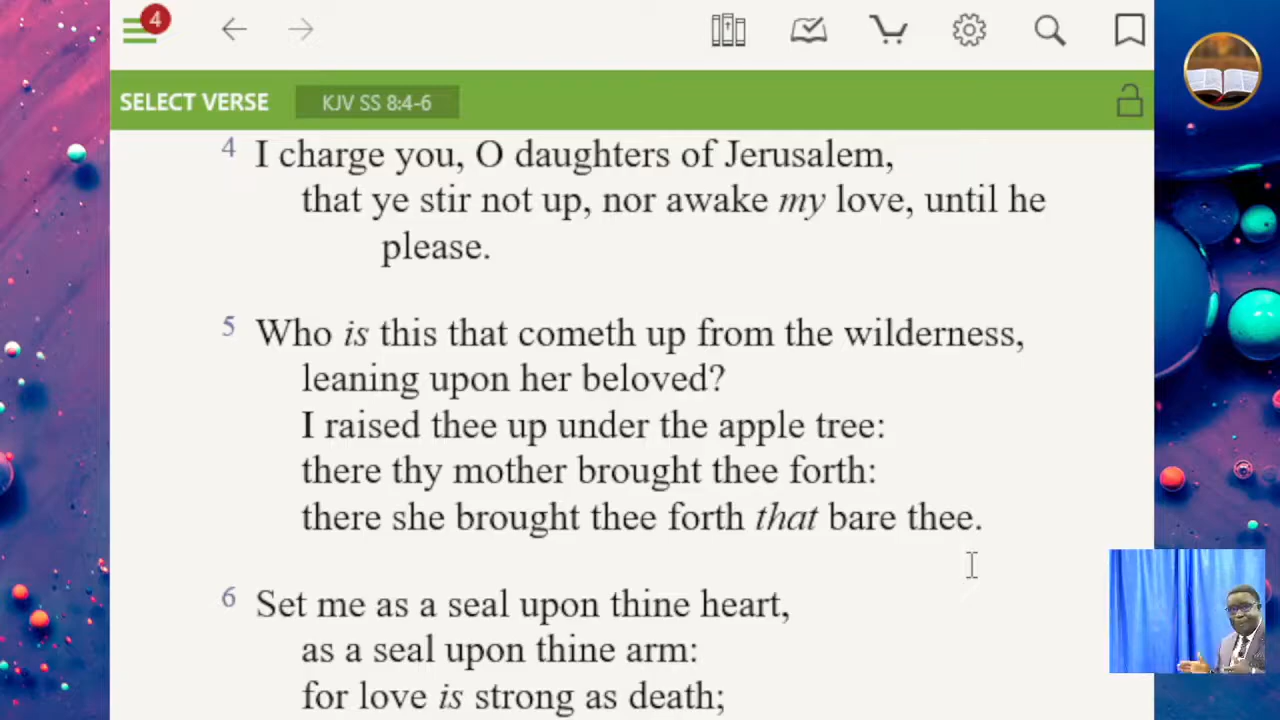 4
SELECT VERSE KJV SS 8:4-6
4 I charge you, O daughters of Jerusalem,
that ye stir not up, nor awake my love, until he
please.
5 Who is this that cometh up from the wilderness,
leaning upon her beloved?
I raised thee up under the apple tree:
there thy mother brought thee forth:
there she brought thee forth that bare thee.
6 Set me as a seal upon thine heart,
as a seal upon thine arm:
for love is strong as death;